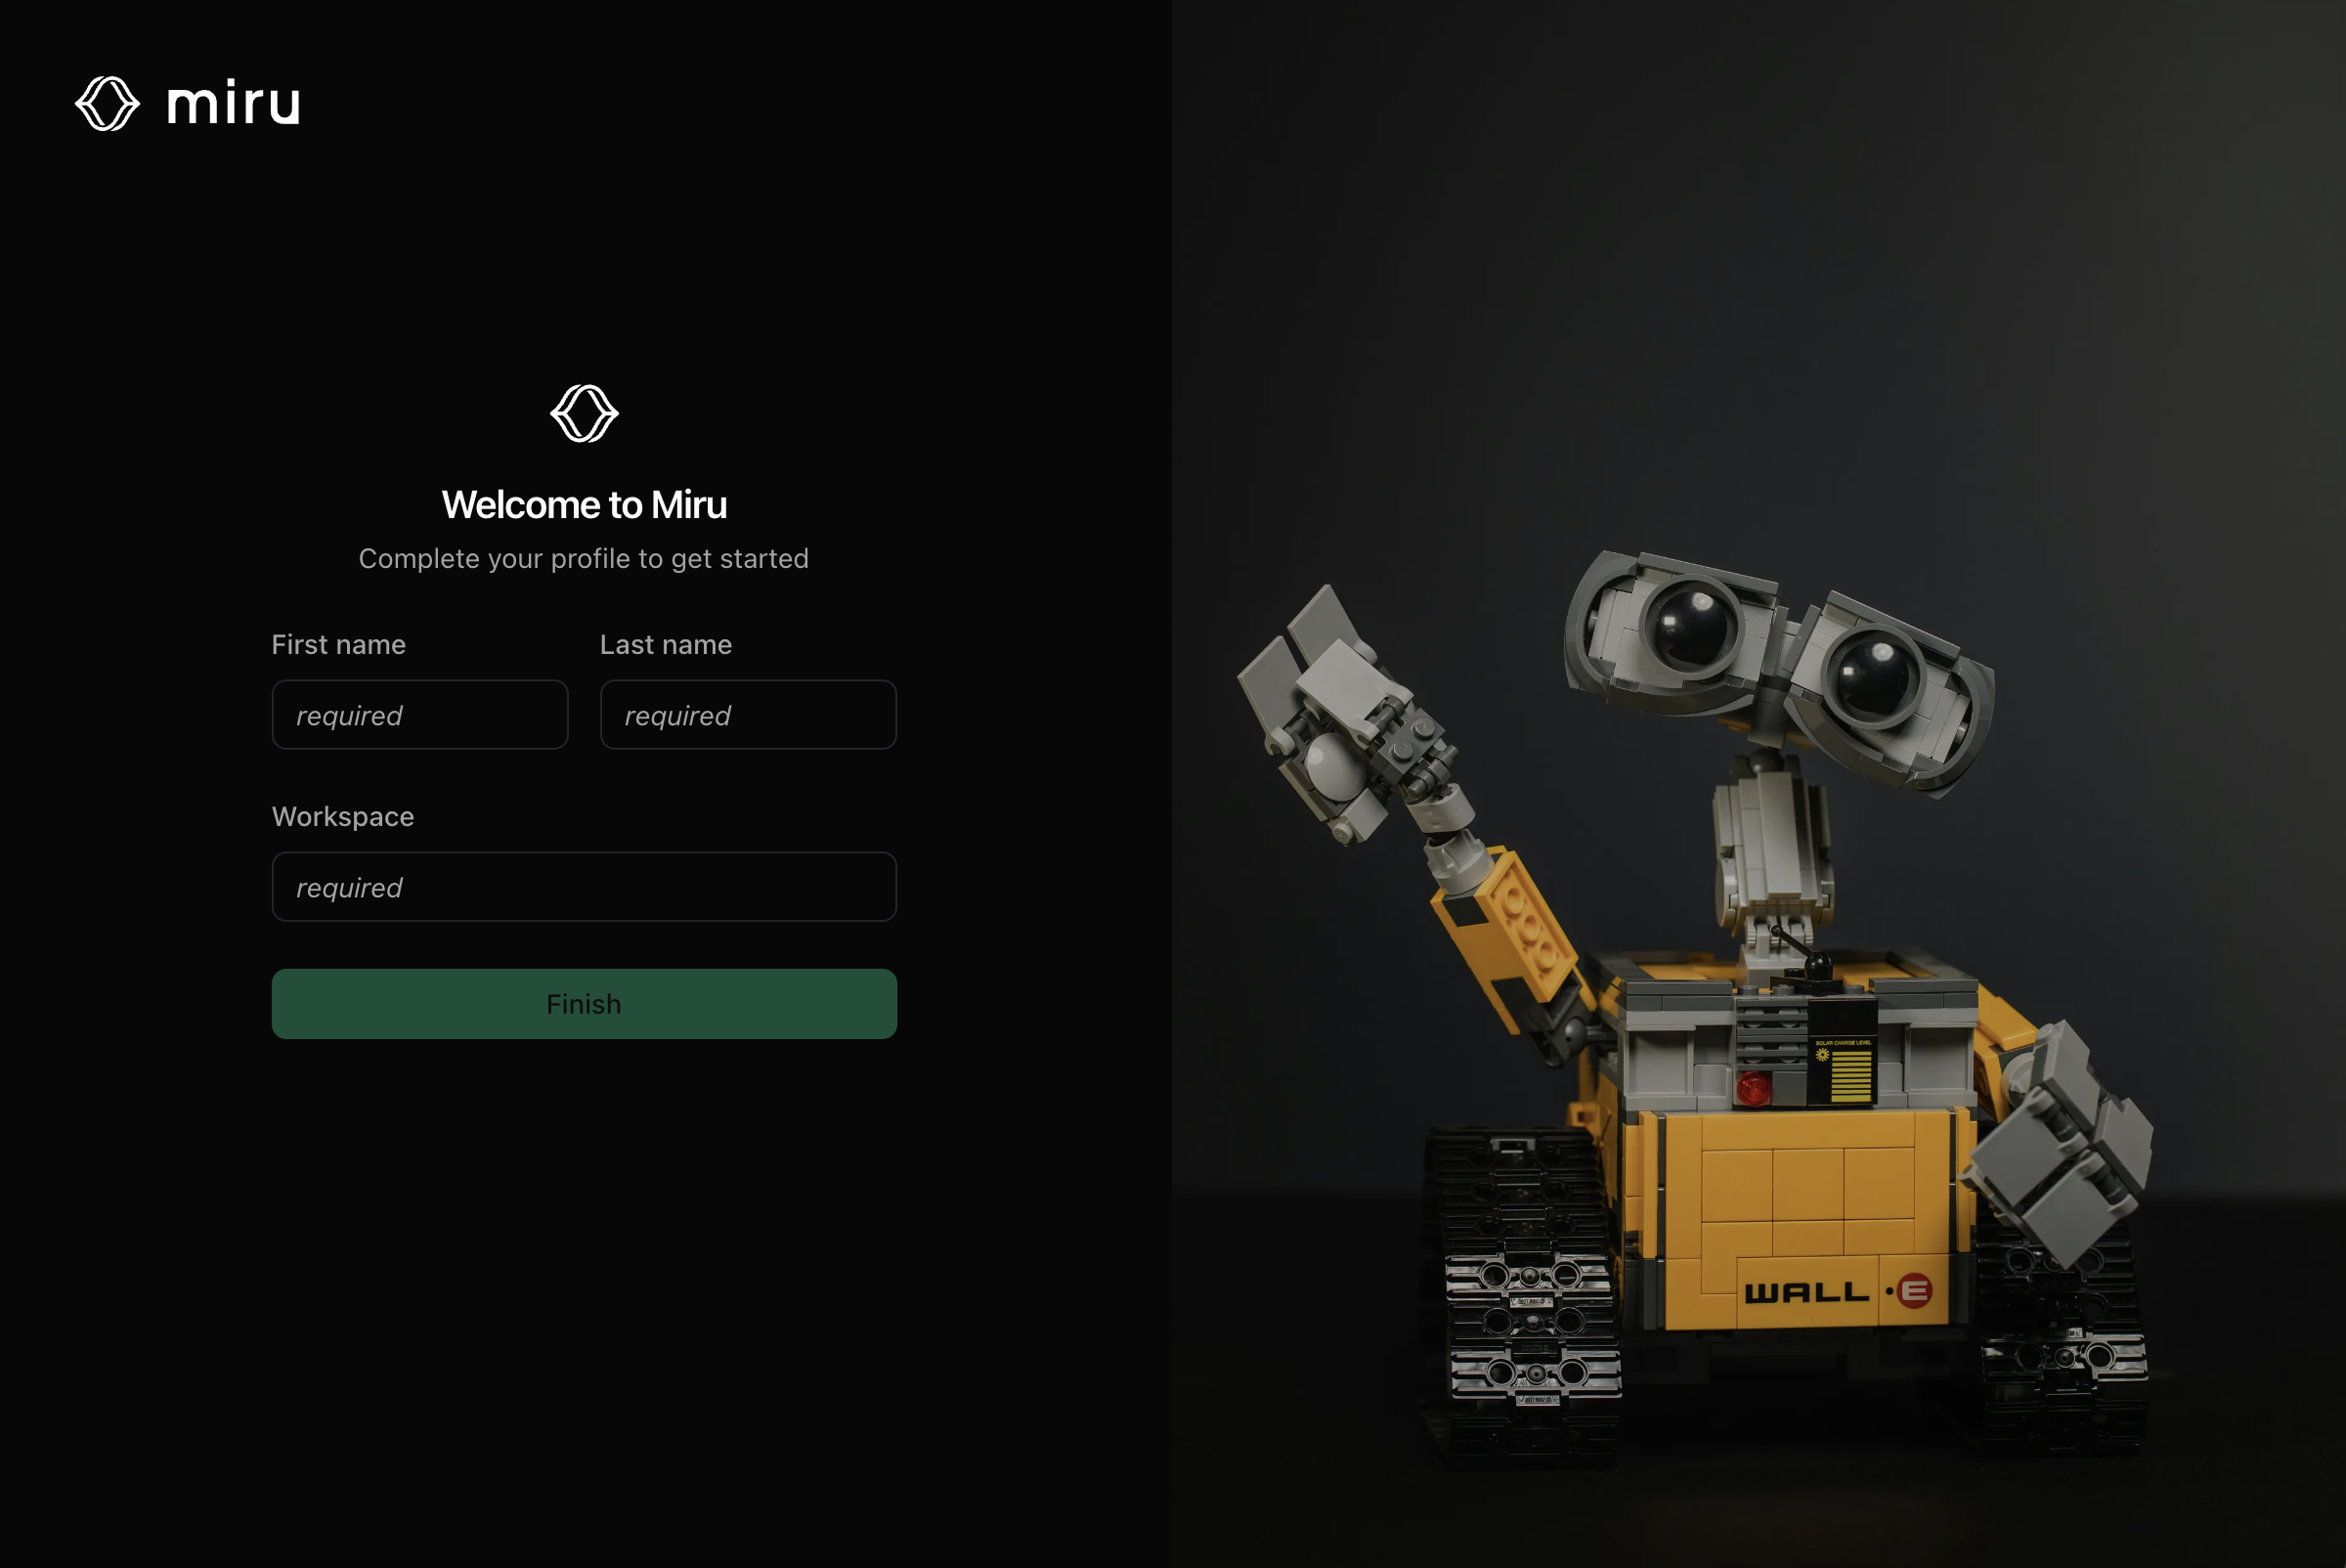 miru
Welcome to Miru
Complete your profile to get started
First name
Last name
required
required
Workspace
required
Finish
SOLAR CHARGE LEVEL
WALL•E